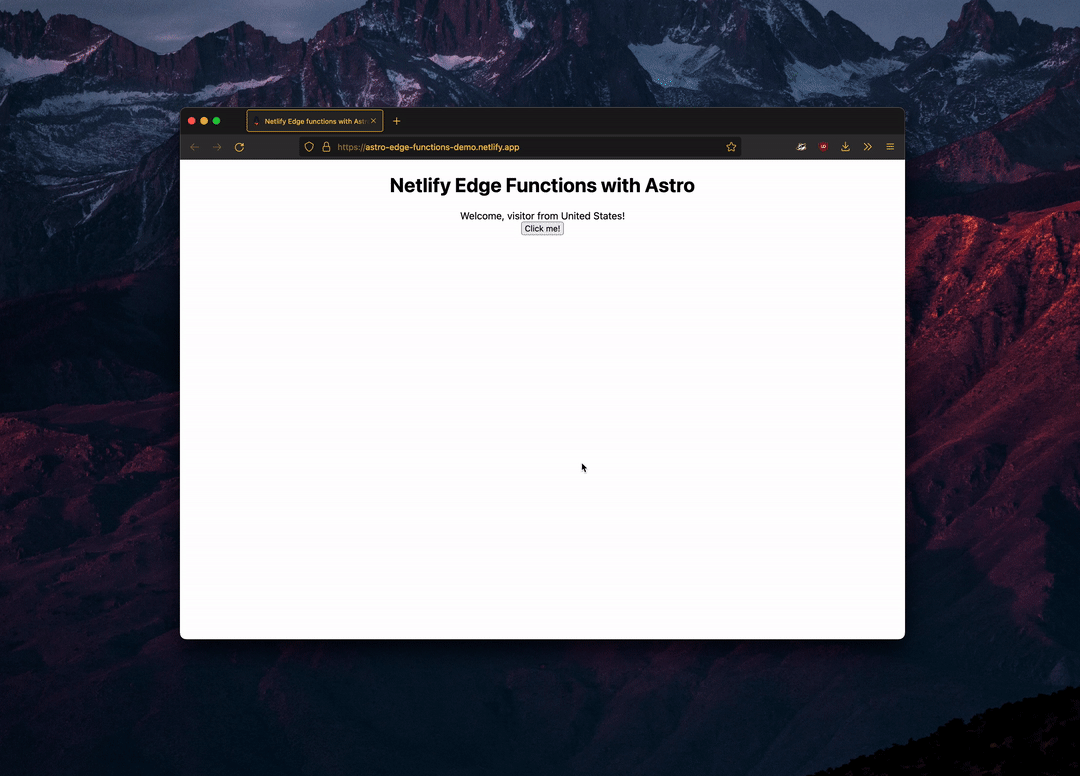 Netlify Edge functions with Ast
https://astro-edge-functions-demo.netlify.app
Netlify Edge Functions with Astro
Welcome, visitor from United States!
Click me!